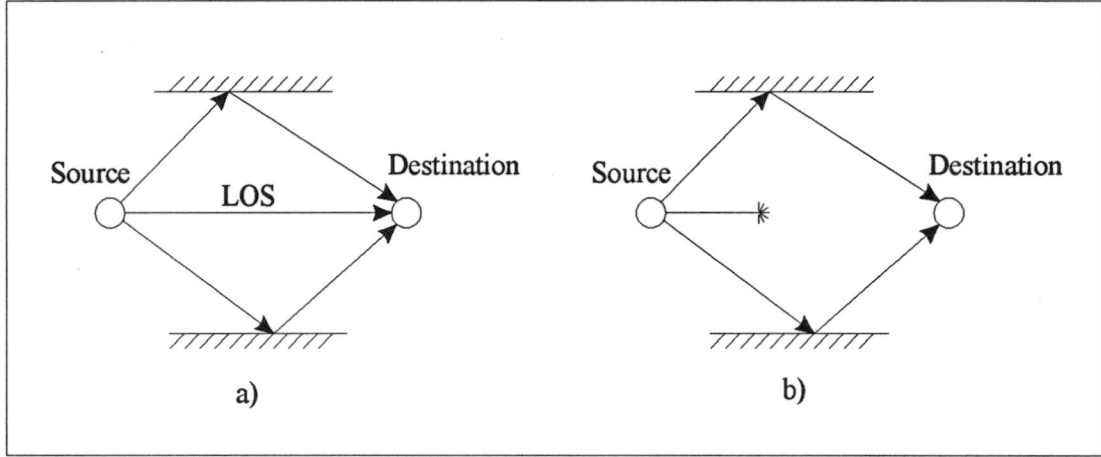 Source
LOS
Destination
a)
Source
Destination
b)